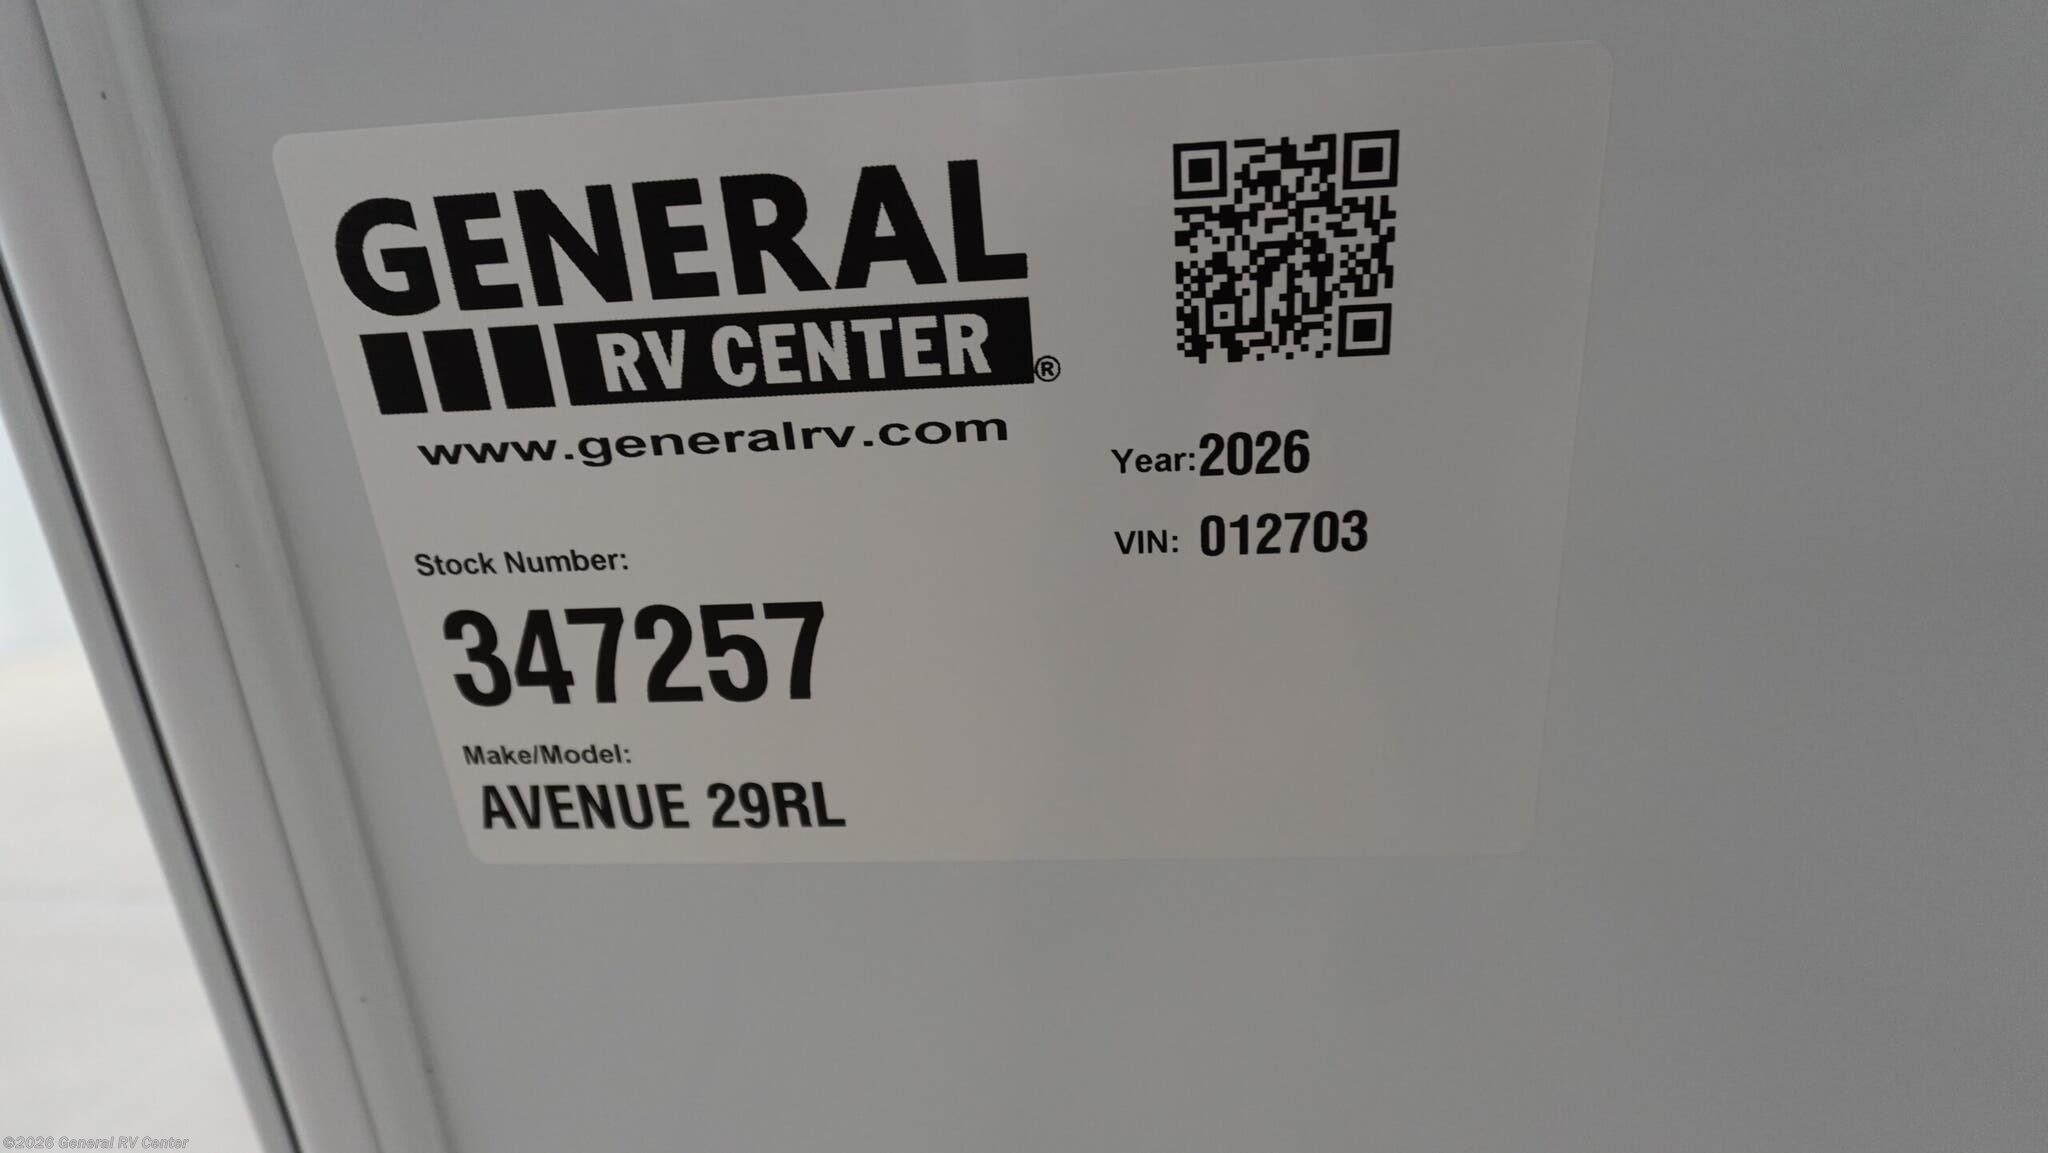 GENERAL
RV CENTER®
www.generalrv.com
Year: 2026
VIN: 012703
Stock Number:
347257
Make/Model:
AVENUE 29RL
©2026 General RV Center